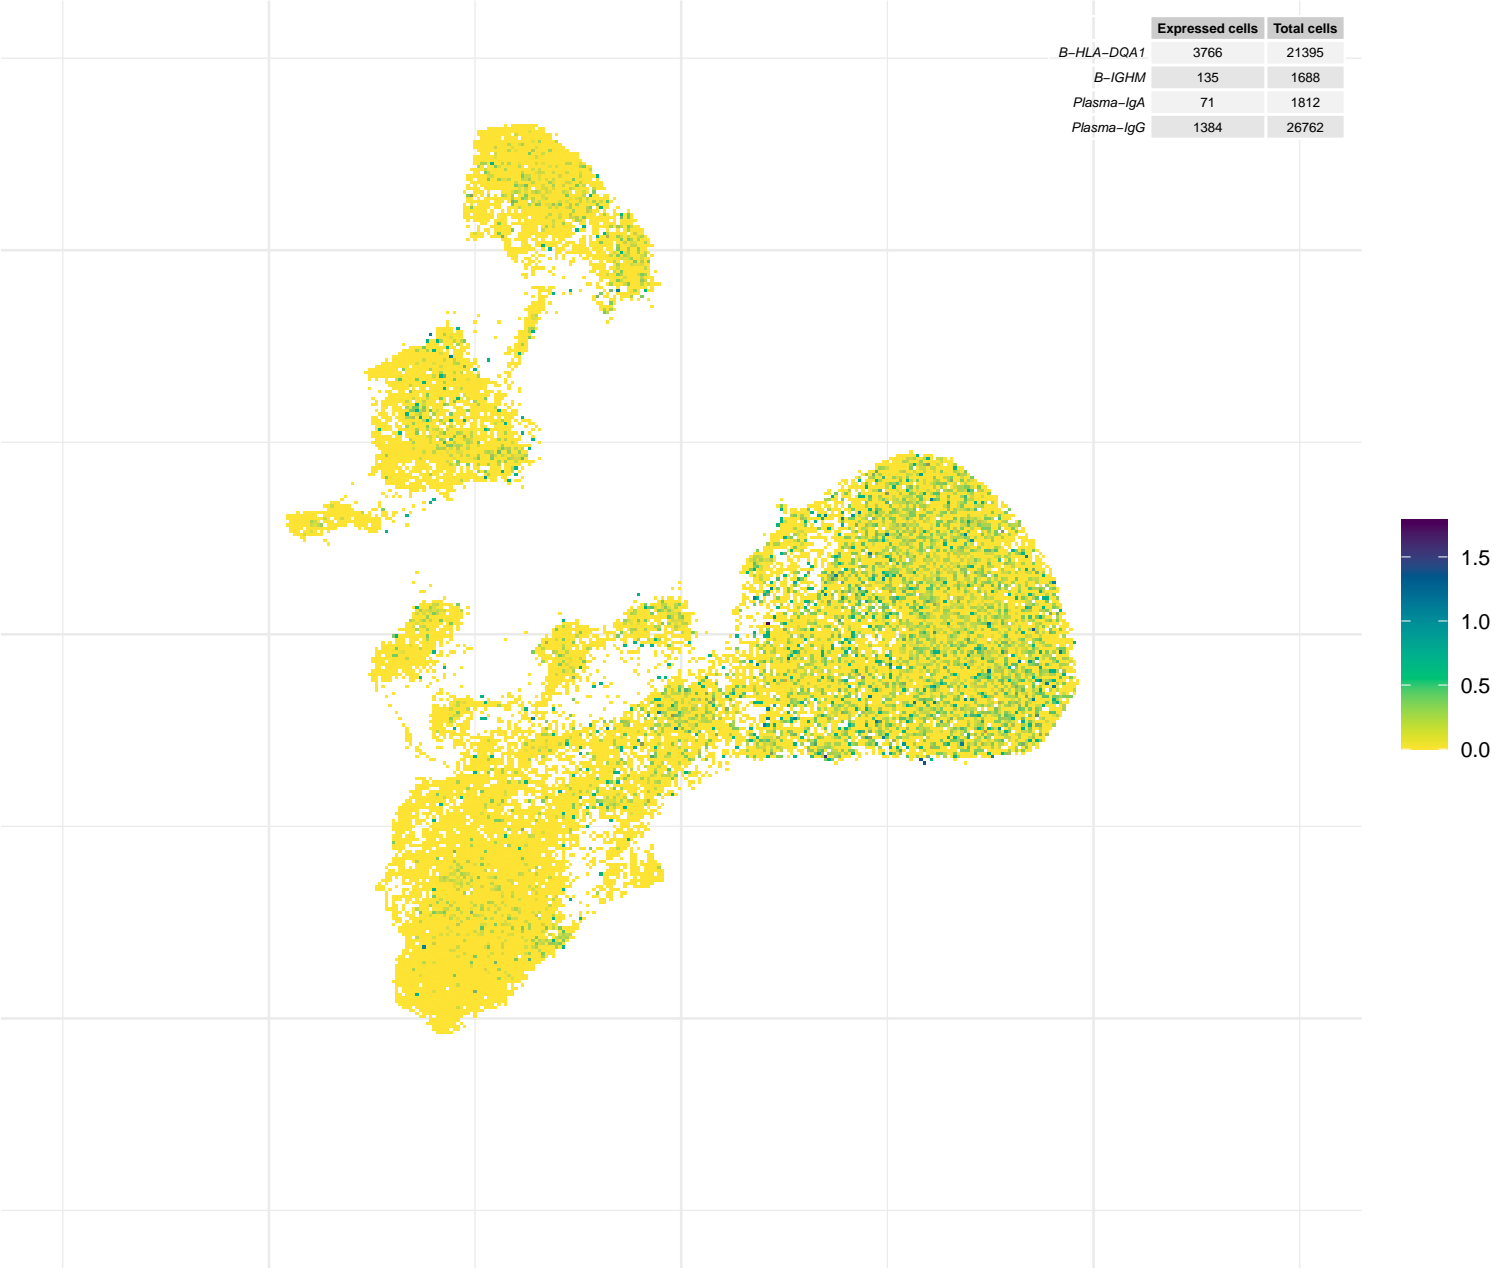 Expressed cells Total cells
B−HLA−DQA1 3766 21395
B−IGHM 135 1688
Plasma−IgA 71 1812
Plasma−IgG 1384 26762
1.5
1.0
0.5
0.0